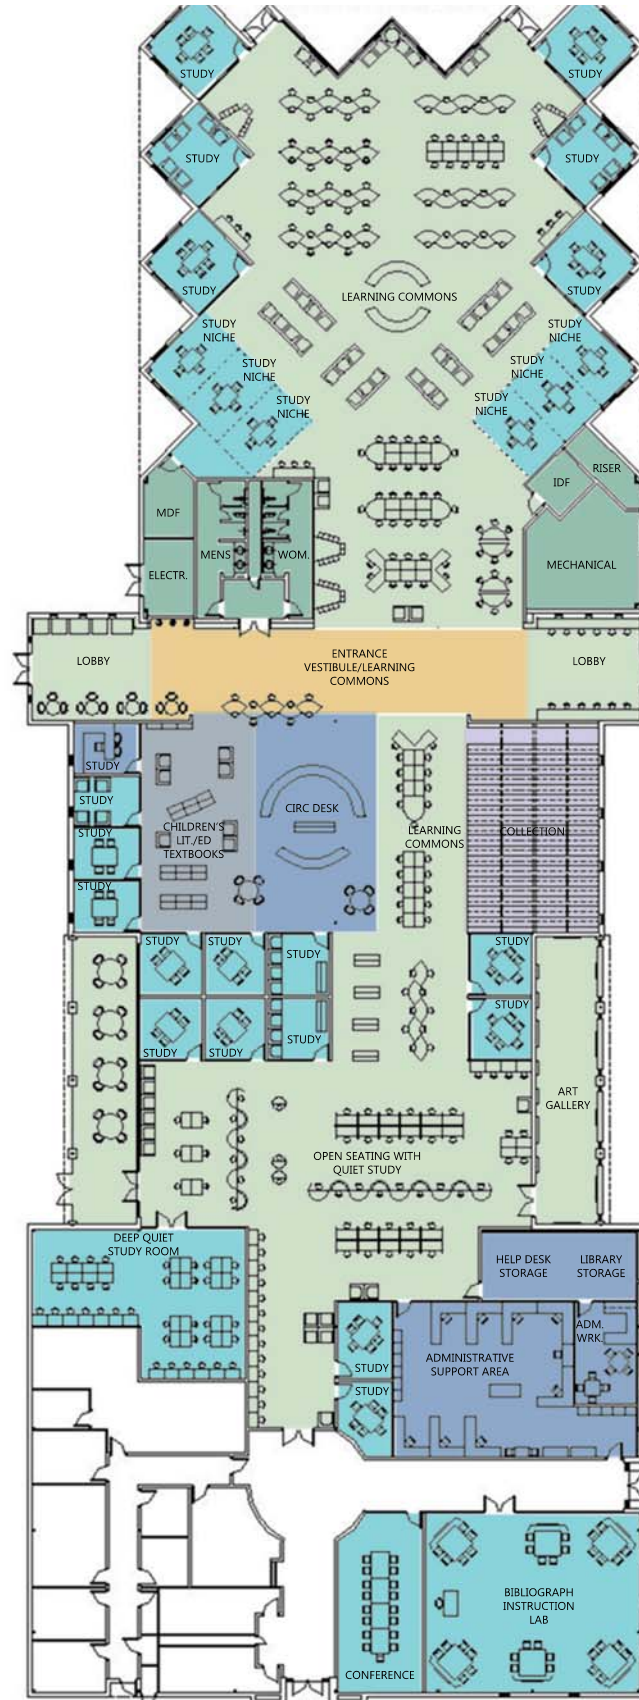 STUDY
STUDY
STUDY
STUDY
STUDY
STUDY
LEARNING COMMONS
STUDY
NICHE
STUDY
NICHE
STUDY
NICHE
STUDY
NICHE
STUDY
NICHE
STUDY
NICHE
RISER
IDF
MDF
MENS
WOM.
ELECTR.
MECHANICAL
LOBBY
ENTRANCE
VESTIBULE/LEARNING
COMMONS
LOBBY
STUDY
STUDY
STUDY
STUDY
CHILDREN'S
LIT./ED
TEXTBOOKS
CIRC DESK
LEARNING
COMMONS
COLLECTION
STUDY
STUDY
STUDY
STUDY
STUDY
STUDY
STUDY
STUDY
ART
GALLERY
OPEN SEATING WITH
QUIET STUDY
DEEP QUIET
STUDY ROOM
HELP DESK
STORAGE
LIBRARY
STORAGE
ADM.
WRK.
ADMINISTRATIVE
SUPPORT AREA
STUDY
STUDY
BIBLIOGRAPH
INSTRUCTION
LAB
CONFERENCE